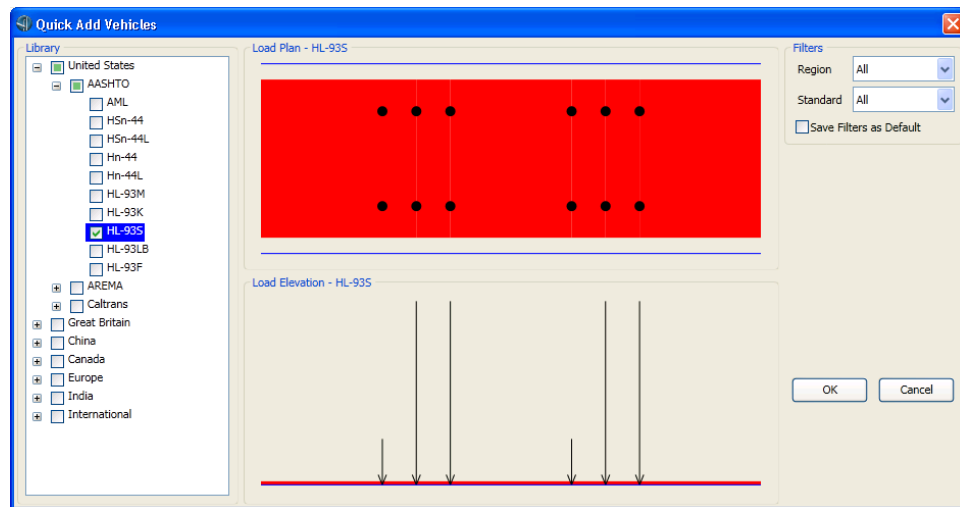 Quick Add Vehicles
Library
United States
AASHTO
AML
HSn-44
HSn-44L
Hn-44
Hn-44L
HL-93M
HL-93K
HL-93S
HL-93LB
HL-93F
AREMA
Caltrans
Great Britain
China
Canada
Europe
India
International
Load Plan - HL-93S
Load Elevation - HL-93S
Filters
Region All
Standard All
Save Filters as Default
OK Cancel